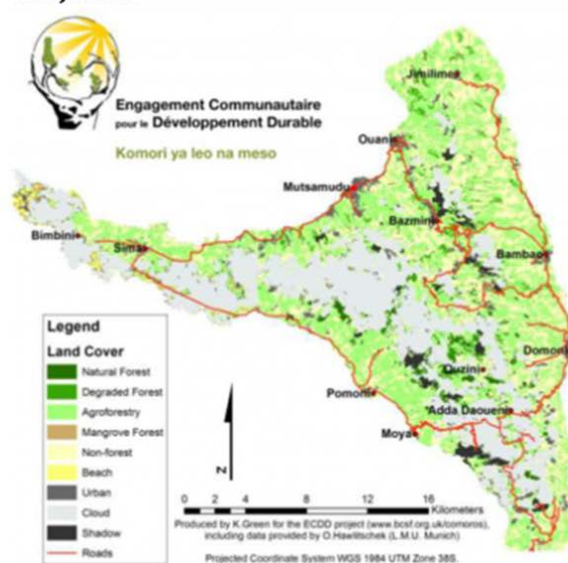 Engagement Communautaire
pour le Développement Durable
Komori ya leo na meso
Jimilime
Ouani
Mutsamudu
Bazmini
Bimbini
Sima
Bambao
Domoni
Ouzini
Pomoni
Adda Daoueni
Moya
Legend
Land Cover
Natural Forest
Degraded Forest
Agroforestry
Mangrove Forest
Non-forest
Beach
Urban
Cloud
Shadow
Roads
N
0 2 4 8 12 16
Kilometers
Produced by K.Green for the ECDD project (www.bcsf.org.uk/comoros),
including data provided by O.Hawlitschek (L.M.U. Munich)
Projected Coordinate System WGS 1984 UTM Zone 38S.